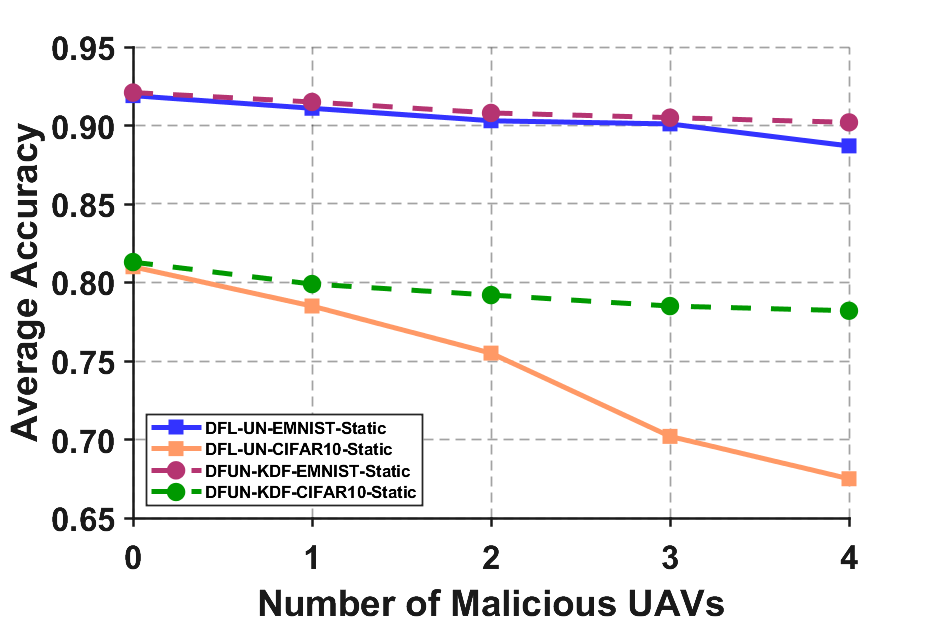 0.95
0.90
0.85
0.80
0.75
0.70
0.65
Average Accuracy
DFL-UN-EMNIST-Static
DFL-UN-CIFAR10-Static
DFUN-KDF-EMNIST-Static
DFUN-KDF-CIFAR10-Static
0 1 2 3 4
Number of Malicious UAVs